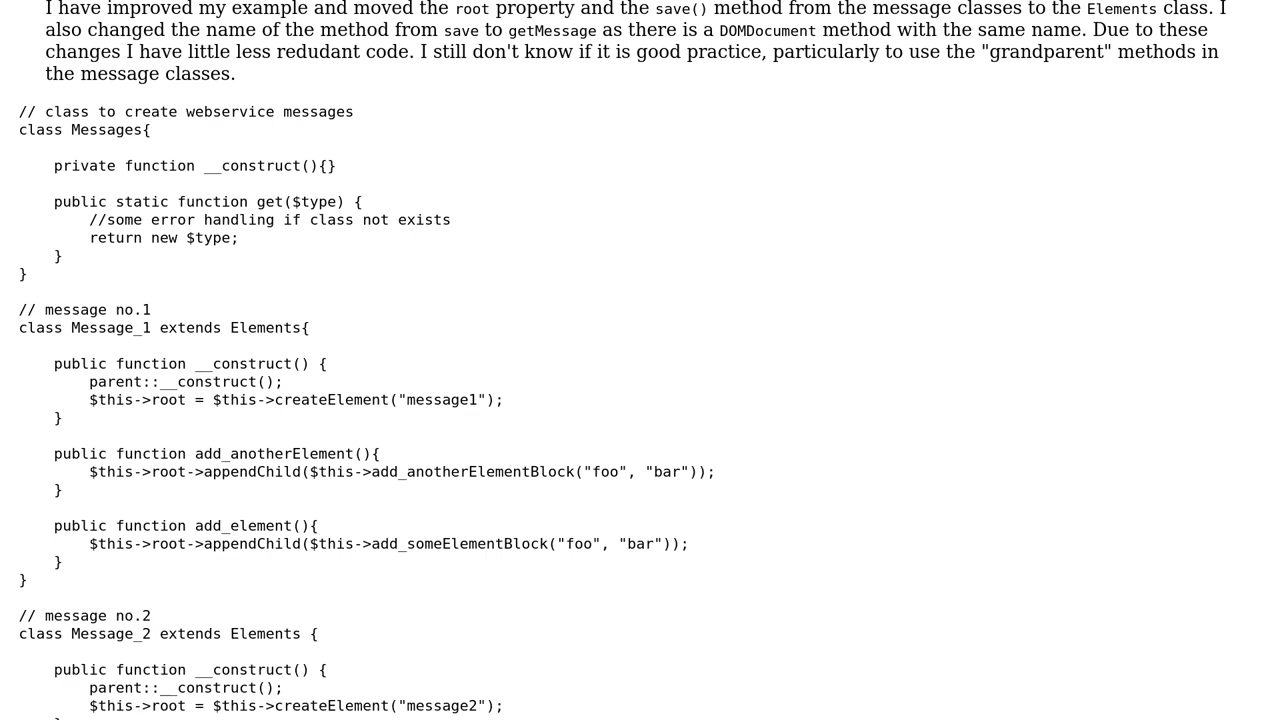 I have improved my example and moved the root property and the save() method from the message classes to the Elements class. I
also changed the name of the method from save to getMessage as there is a DOMDocument method with the same name. Due to these
changes I have little less redudant code. I still don't know if it is good practice, particularly to use the "grandparent" methods in
the message classes.
// class to create webservice messages
class Messages{
    private function __construct(){}
    public static function get($type) {
        //some error handling if class not exists
        return new $type;
    }
}
// message no.1
class Message_1 extends Elements{
    public function __construct() {
        parent::__construct();
        $this->root = $this->createElement("message1");
    }
    public function add_anotherElement(){
        $this->root->appendChild($this->add_anotherElementBlock("foo", "bar"));
    }
    public function add_element(){
        $this->root->appendChild($this->add_someElementBlock("foo", "bar"));
    }
}
// message no.2
class Message_2 extends Elements {
    public function __construct() {
        parent::__construct();
        $this->root = $this->createElement("message2");